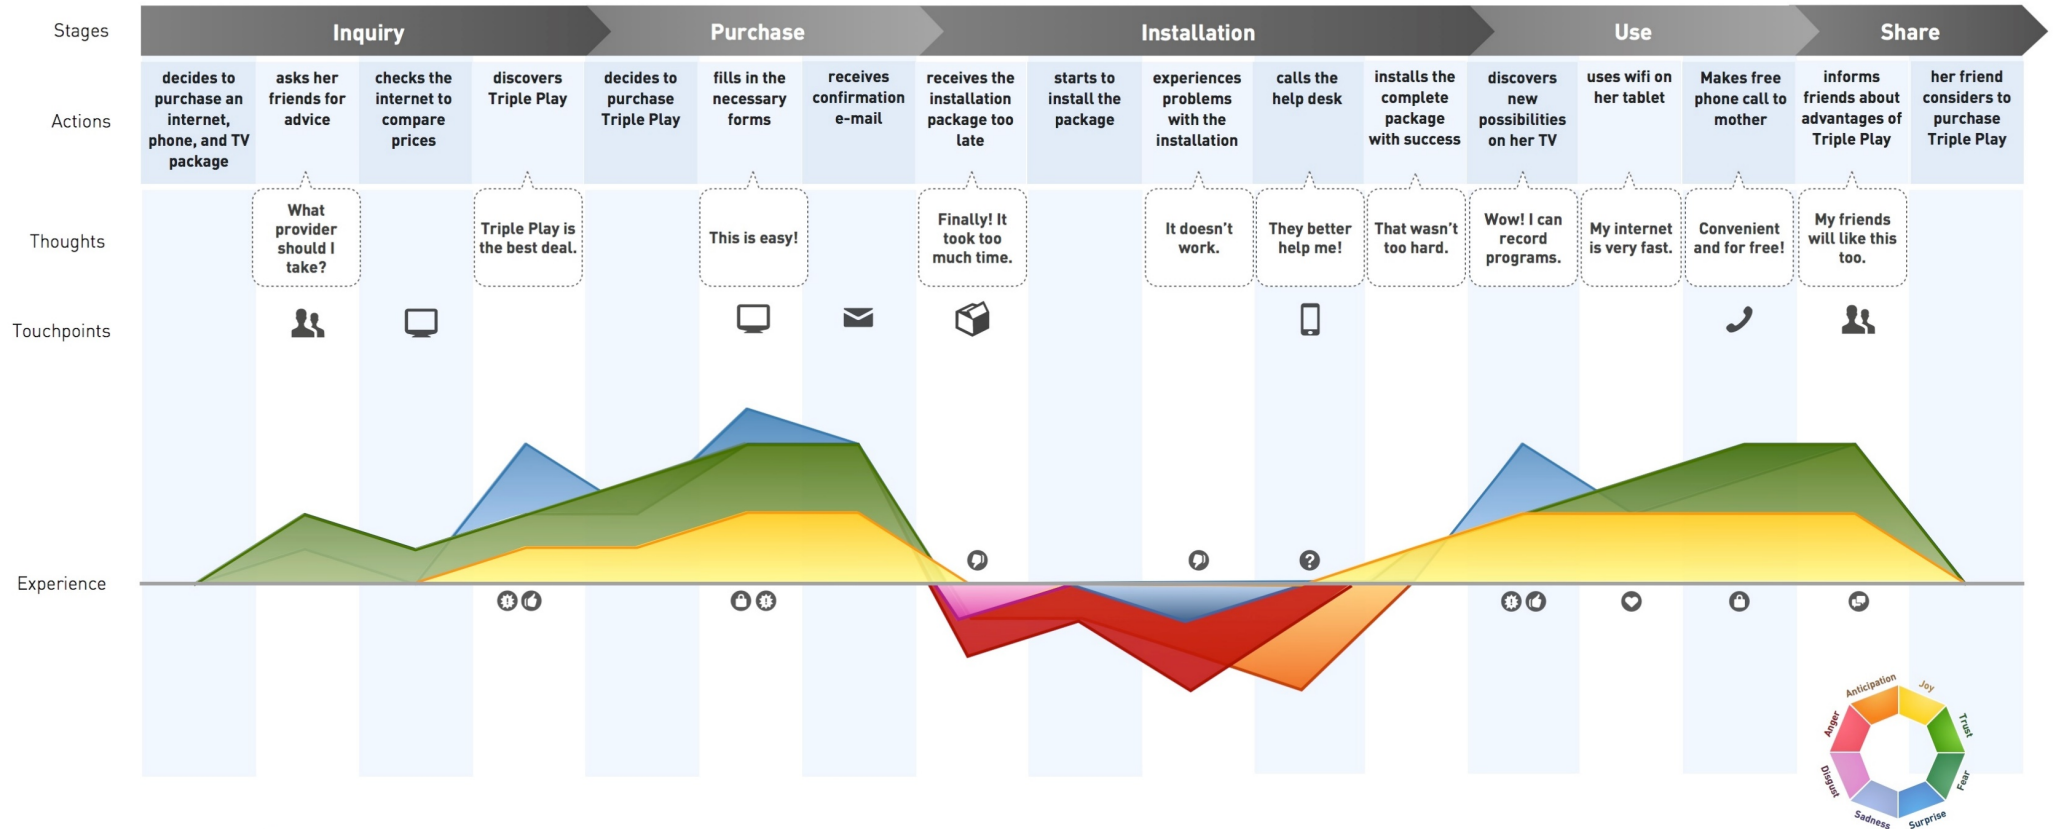 Stages
Inquiry
Purchase
Installation
Use
Share
Actions
decides to
purchase an
internet,
phone, and TV
package
asks her
friends for
advice
checks the
internet to
compare
prices
discovers
Triple Play
decides to
purchase
Triple Play
fills in the
necessary
forms
receives
confirmation
e-mail
receives the
installation
package too
late
starts to
install the
package
experiences
problems
with the
installation
calls the
help desk
installs the
complete
package
with success
discovers
new
possibilities
on her TV
uses wifi on
her tablet
Makes free
phone call to
mother
informs
friends about
advantages of
Triple Play
her friend
considers to
purchase
Triple Play
Thoughts
What
provider
should I
take?
Triple Play is
the best deal.
This is easy!
Finally! It
took too
much time.
It doesn't
work.
They better
help me!
That wasn't
too hard.
Wow! I can
record
programs.
My internet
is very fast.
Convenient
and for free!
My friends
will like this
too.
Touchpoints
Experience
?
Anticipation
Joy
Trust
Fear
Surprise
Sadness
Disgust
Anger